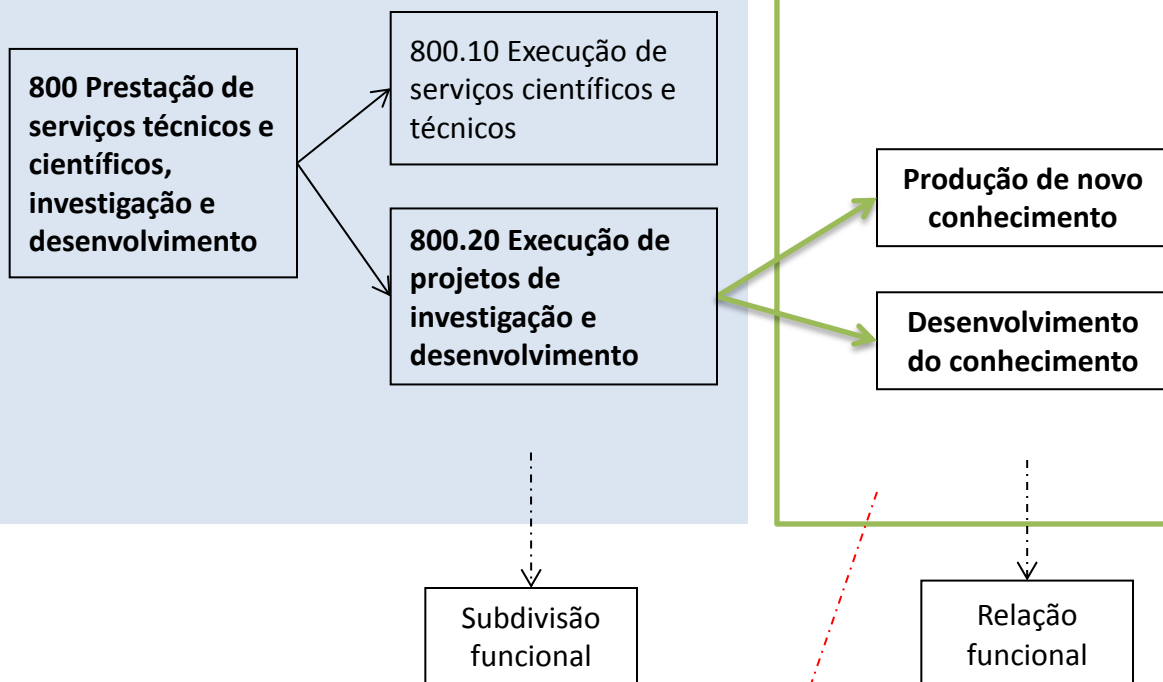 800 Prestação de
serviços técnicos e
científicos,
investigação e
desenvolvimento
800.10 Execução de
serviços científicos e
técnicos
800.20 Execução de
projetos de
investigação e
desenvolvimento
Produção de novo
conhecimento
Desenvolvimento
do conhecimento
Subdivisão
funcional
Relação
funcional